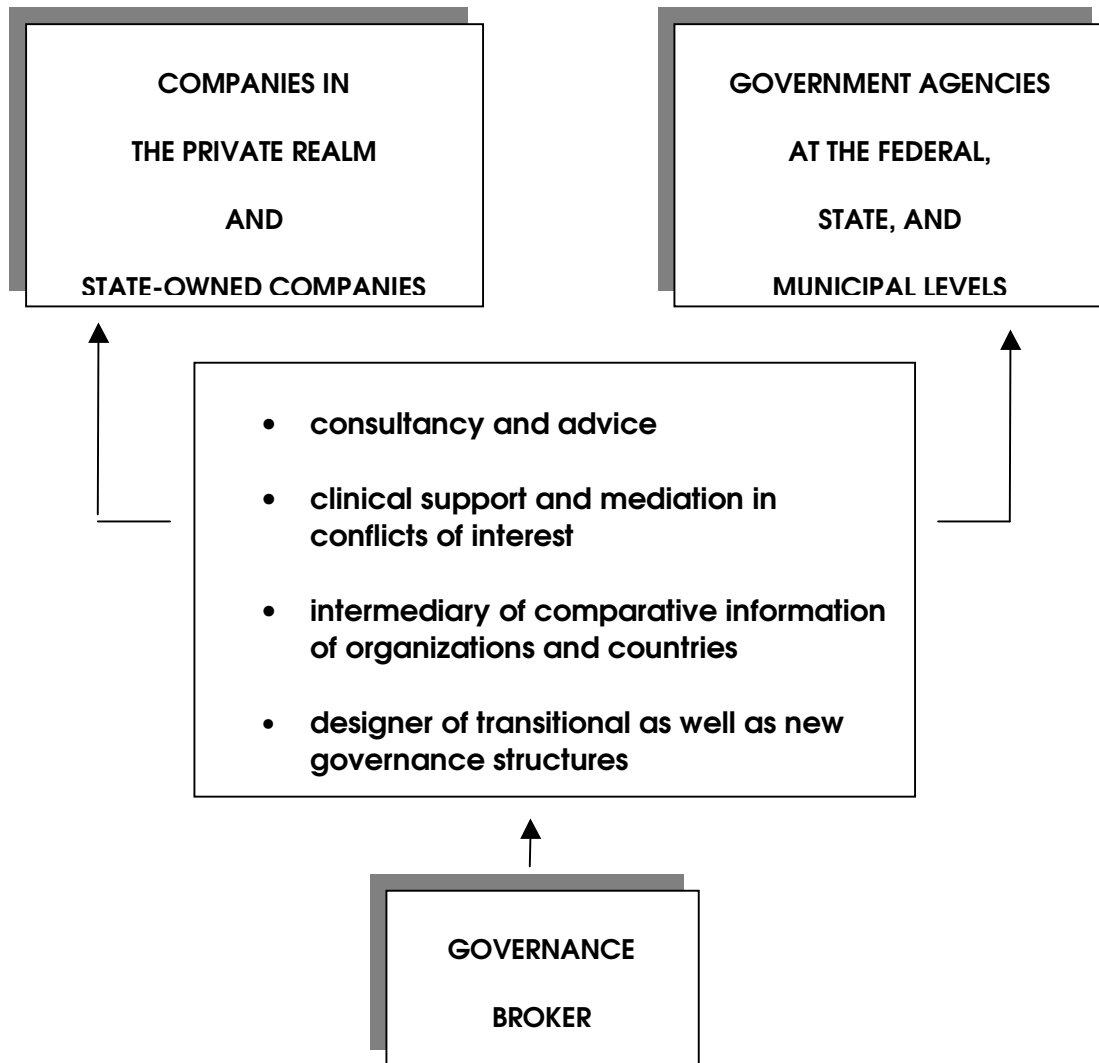 COMPANIES IN
THE PRIVATE REALM
AND
STATE-OWNED COMPANIES
GOVERNMENT AGENCIES
AT THE FEDERAL,
STATE, AND
MUNICIPAL LEVELS
• consultancy and advice
• clinical support and mediation in
conflicts of interest
• intermediary of comparative information
of organizations and countries
• designer of transitional as well as new
governance structures
GOVERNANCE
BROKER